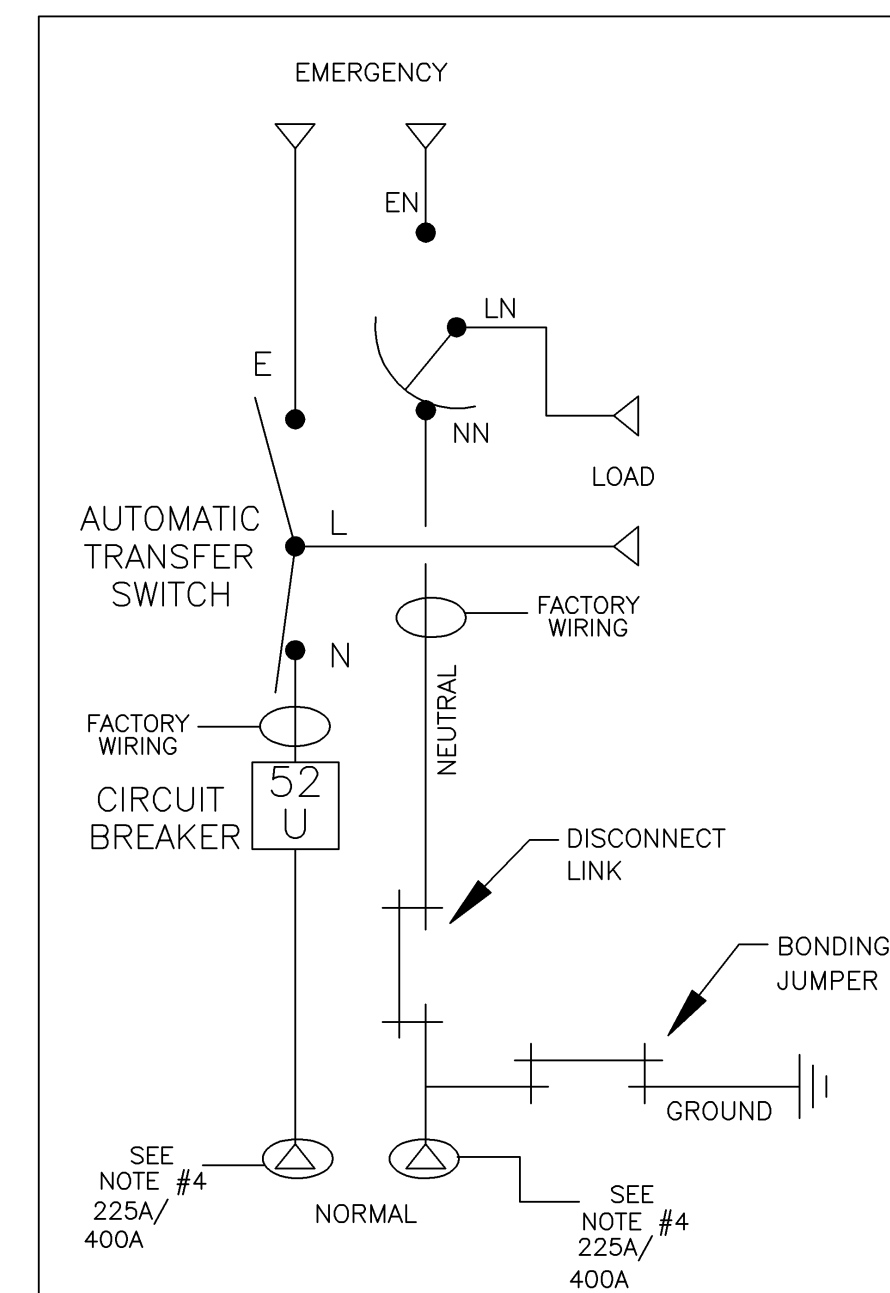 EMERGENCY
EN
LN
E
NN
LOAD
AUTOMATIC
TRANSFER
SWITCH
L
FACTORY
WIRING
N
NEUTRAL
FACTORY
WIRING
52
U
CIRCUIT
BREAKER
DISCONNECT
LINK
BONDING
JUMPER
GROUND
SEE
NOTE #4
225A/
400A
NORMAL
SEE
NOTE #4
225A/
400A